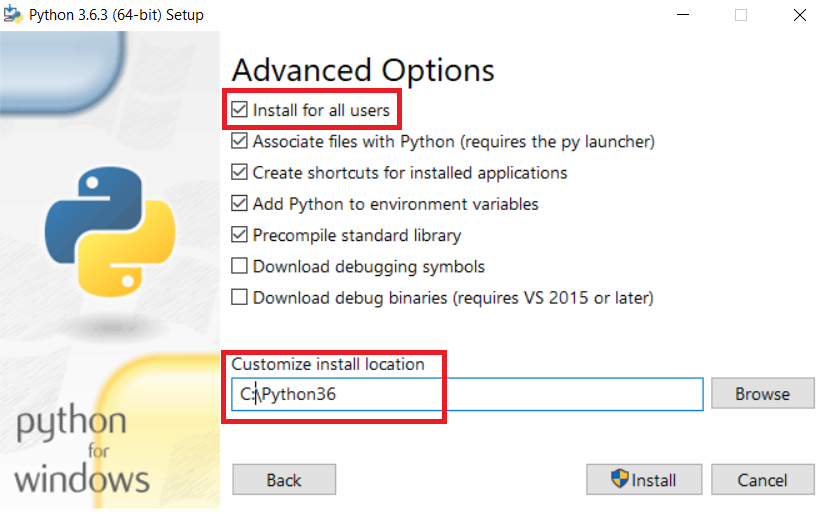 Python 3.6.3 (64-bit) Setup
Advanced Options
Install for all users
Associate files with Python (requires the py launcher)
Create shortcuts for installed applications
Add Python to environment variables
Precompile standard library
Download debugging symbols
Download debug binaries (requires VS 2015 or later)
Customize install location
C:\Python36
Browse
python
for
windows
Back
Install
Cancel